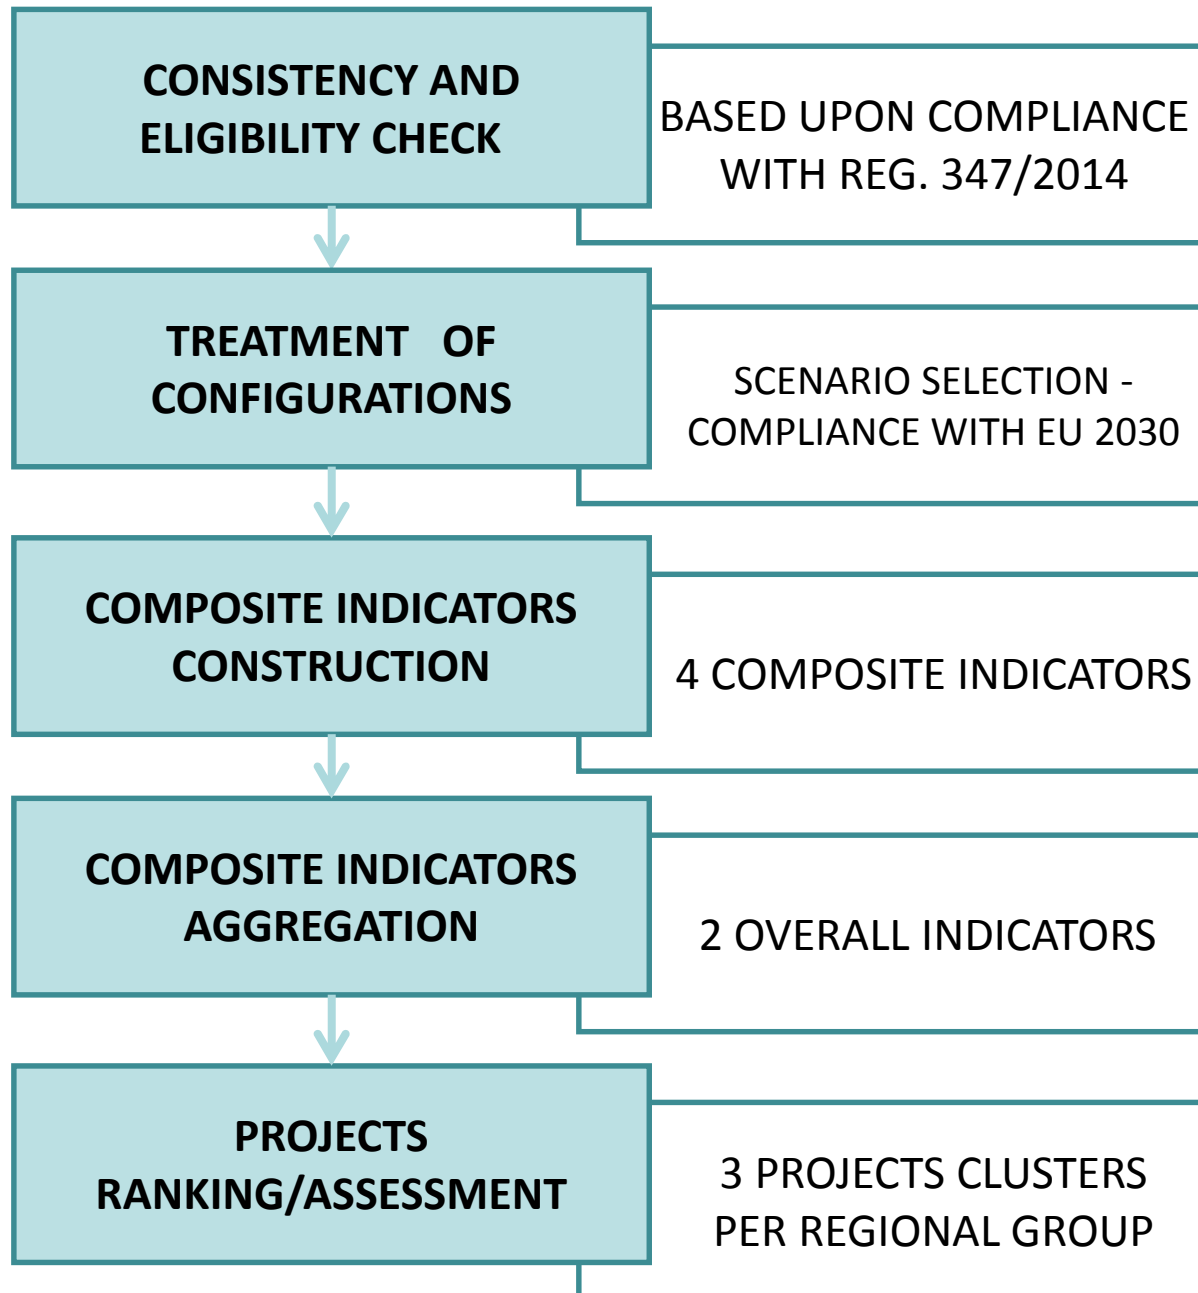 CONSISTENCY AND
ELIGIBILITY CHECK
BASED UPON COMPLIANCE
WITH REG. 347/2014
TREATMENT OF
CONFIGURATIONS
SCENARIO SELECTION -
COMPLIANCE WITH EU 2030
COMPOSITE INDICATORS
CONSTRUCTION
4 COMPOSITE INDICATORS
COMPOSITE INDICATORS
AGGREGATION
2 OVERALL INDICATORS
PROJECTS
RANKING/ASSESSMENT
3 PROJECTS CLUSTERS
PER REGIONAL GROUP